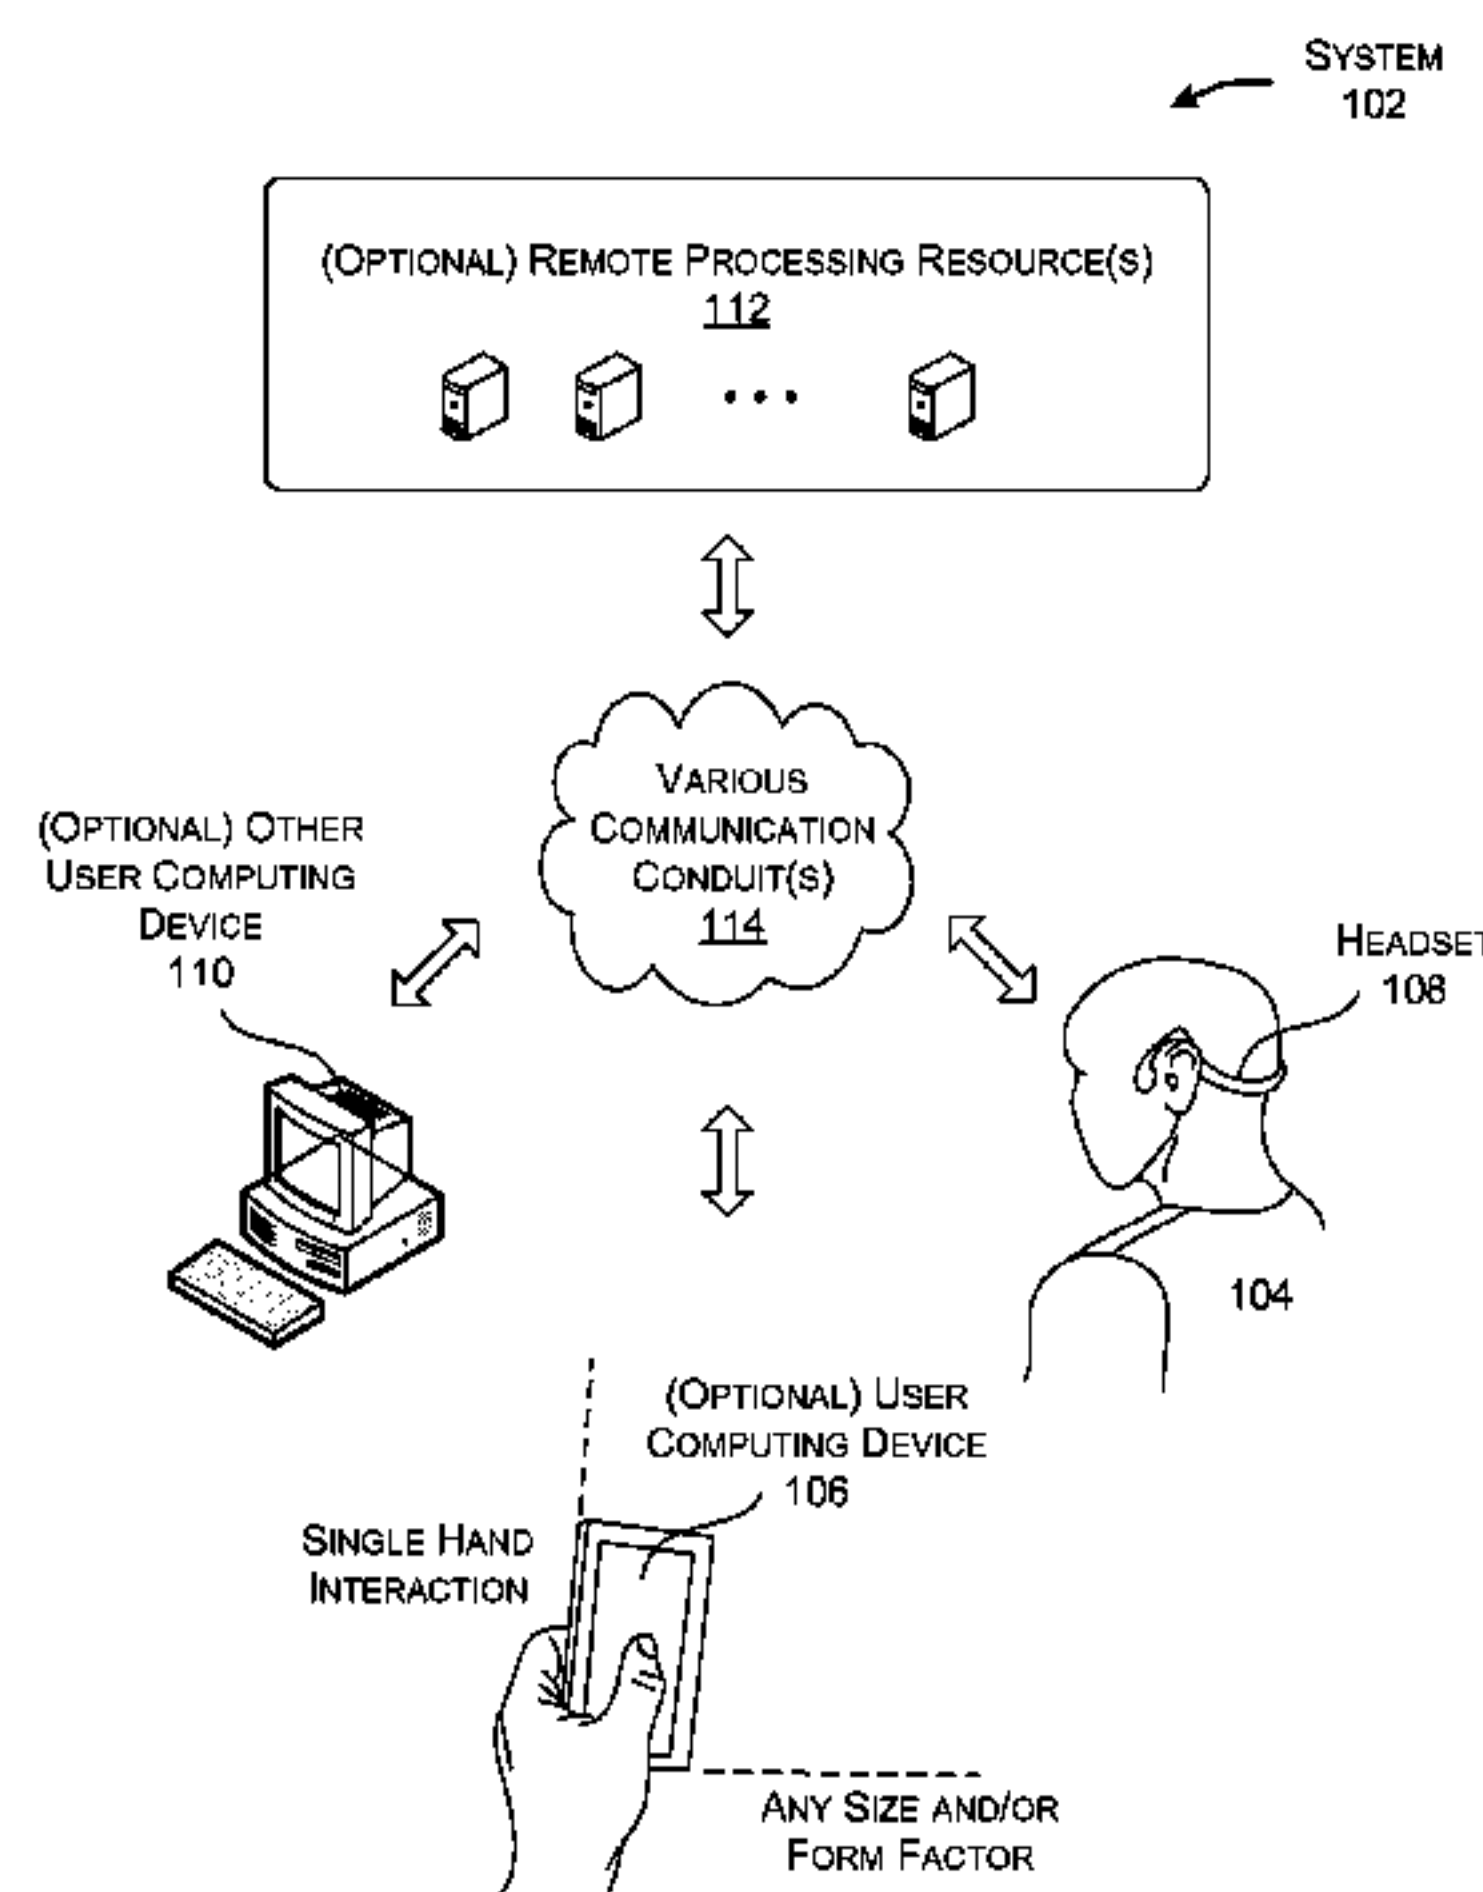 SYSTEM
102
(OPTIONAL) REMOTE PROCESSING RESOURCE(S)
112
VARIOUS
COMMUNICATION
CONDUIT(S)
114
(OPTIONAL) OTHER
USER COMPUTING
DEVICE
110
HEADSET
108
104
(OPTIONAL) USER
COMPUTING DEVICE
106
SINGLE HAND
INTERACTION
ANY SIZE AND/OR
FORM FACTOR